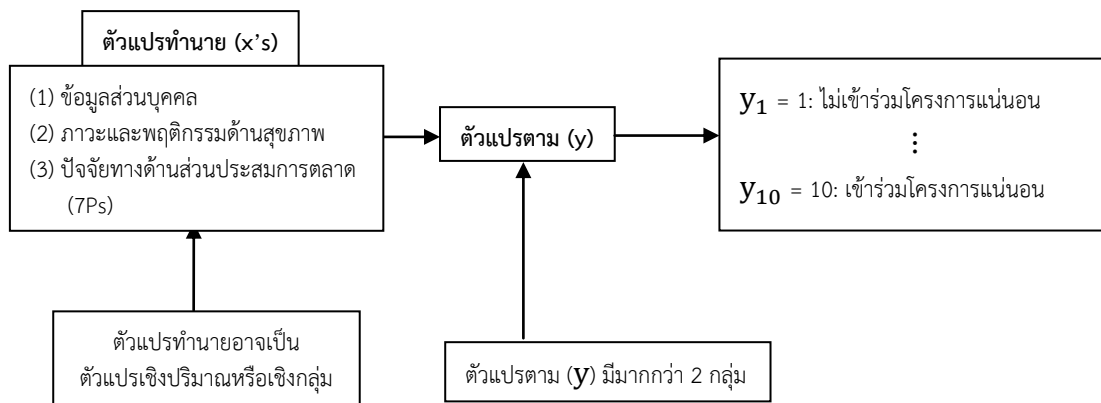 ตัวแปรทำนาย (x's)
(1) ข้อมูลส่วนบุคคล
(2) ภาวะและพฤติกรรมด้านสุขภาพ
(3) ปัจจัยทางด้านส่วนประสมการตลาด
(7Ps)
ตัวแปรตาม (y)
y₁ = 1: ไม่เข้าร่วมโครงการแน่นอน
⋮
y₁₀ = 10: เข้าร่วมโครงการแน่นอน
ตัวแปรทำนายอาจเป็น
ตัวแปรเชิงปริมาณหรือเชิงกลุ่ม
ตัวแปรตาม (y) มีมากกว่า 2 กลุ่ม